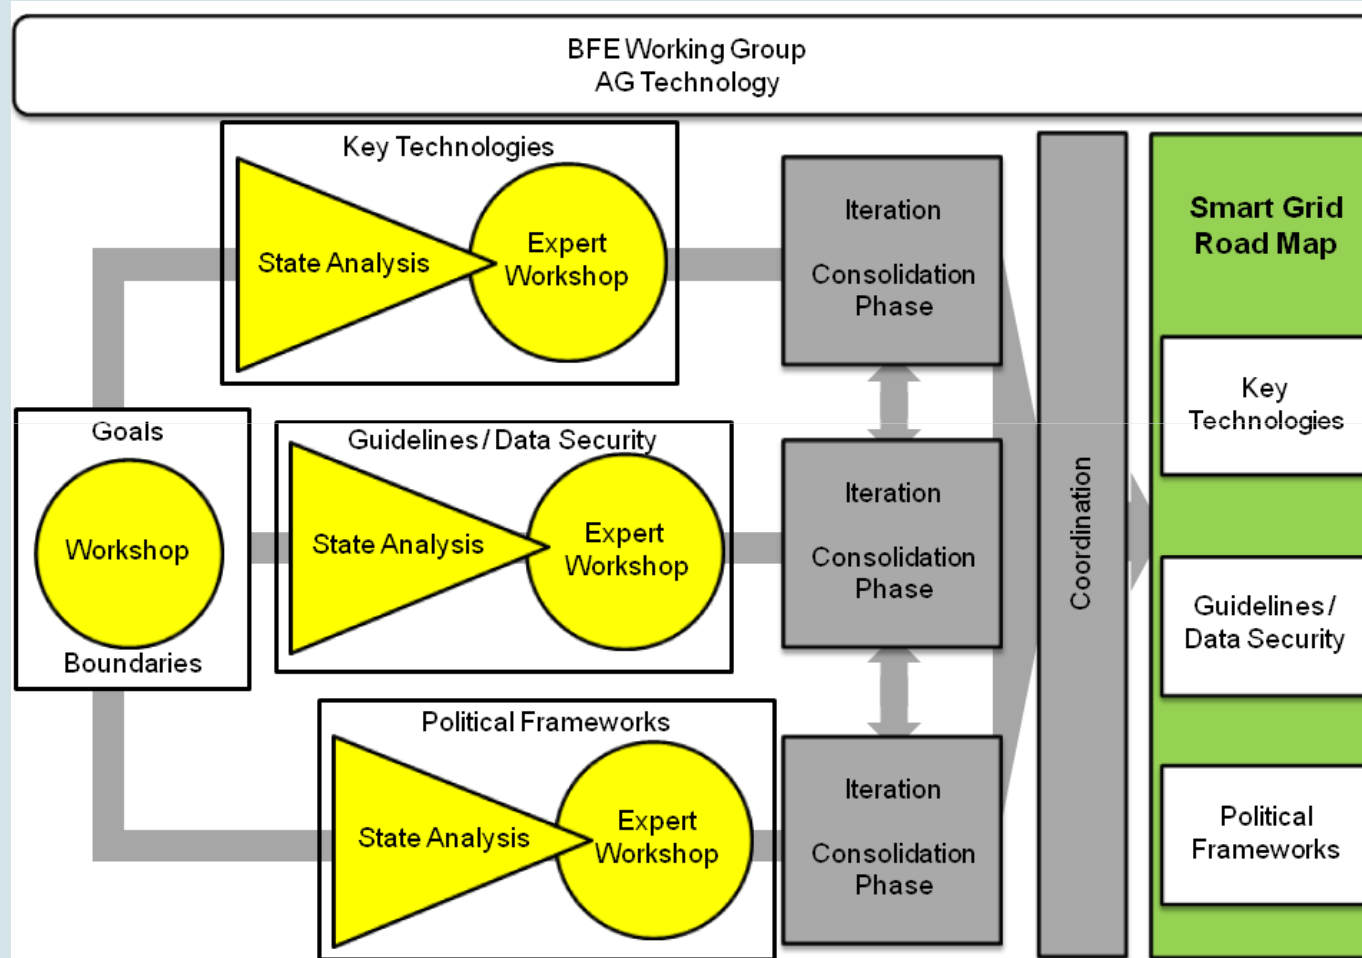 BFE Working Group
AG Technology
Key Technologies
State Analysis
Expert
Workshop
Iteration
Consolidation
Phase
Goals
Workshop
Boundaries
Guidelines / Data Security
State Analysis
Expert
Workshop
Iteration
Consolidation
Phase
Political Frameworks
State Analysis
Expert
Workshop
Iteration
Consolidation
Phase
Coordination
Smart Grid
Road Map
Key
Technologies
Guidelines /
Data Security
Political
Frameworks